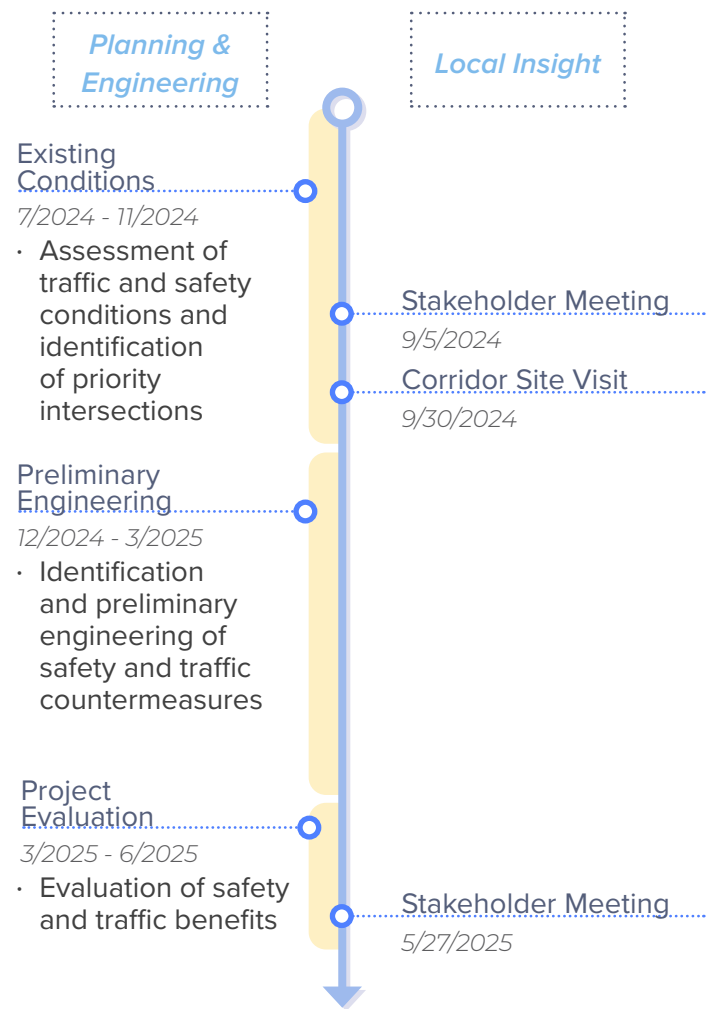 Planning &
Engineering
Local Insight
Existing
Conditions
7/2024 - 11/2024
· Assessment of
traffic and safety
conditions and
identification
of priority
intersections
Stakeholder Meeting
9/5/2024
Corridor Site Visit
9/30/2024
Preliminary
Engineering
12/2024 - 3/2025
· Identification
and preliminary
engineering of
safety and traffic
countermeasures
Project
Evaluation
3/2025 - 6/2025
· Evaluation of safety
and traffic benefits
Stakeholder Meeting
5/27/2025